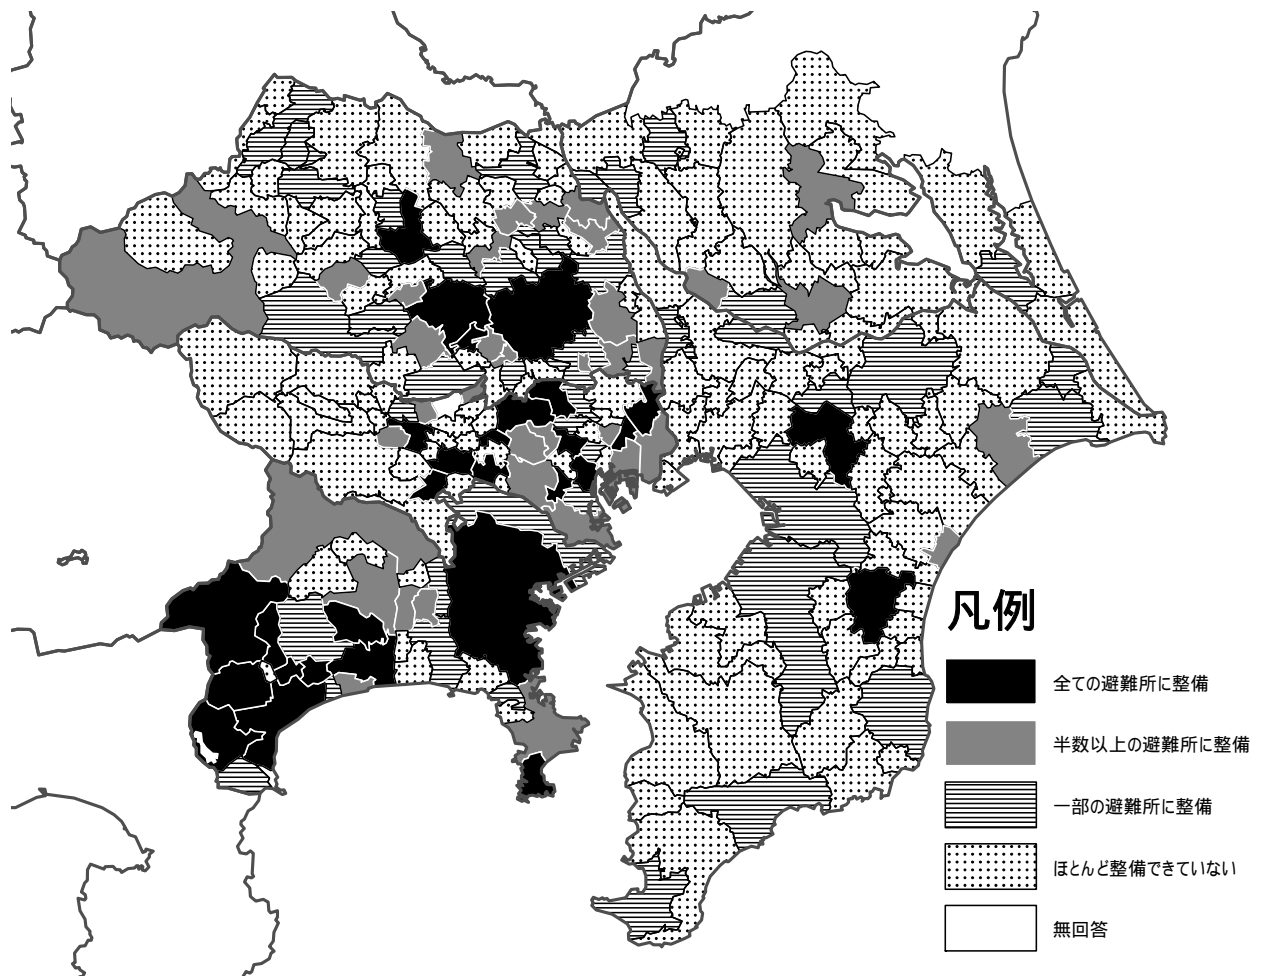 凡例
全ての避難所に整備
半数以上の避難所に整備
一部の避難所に整備
ほとんど整備できていない
無回答